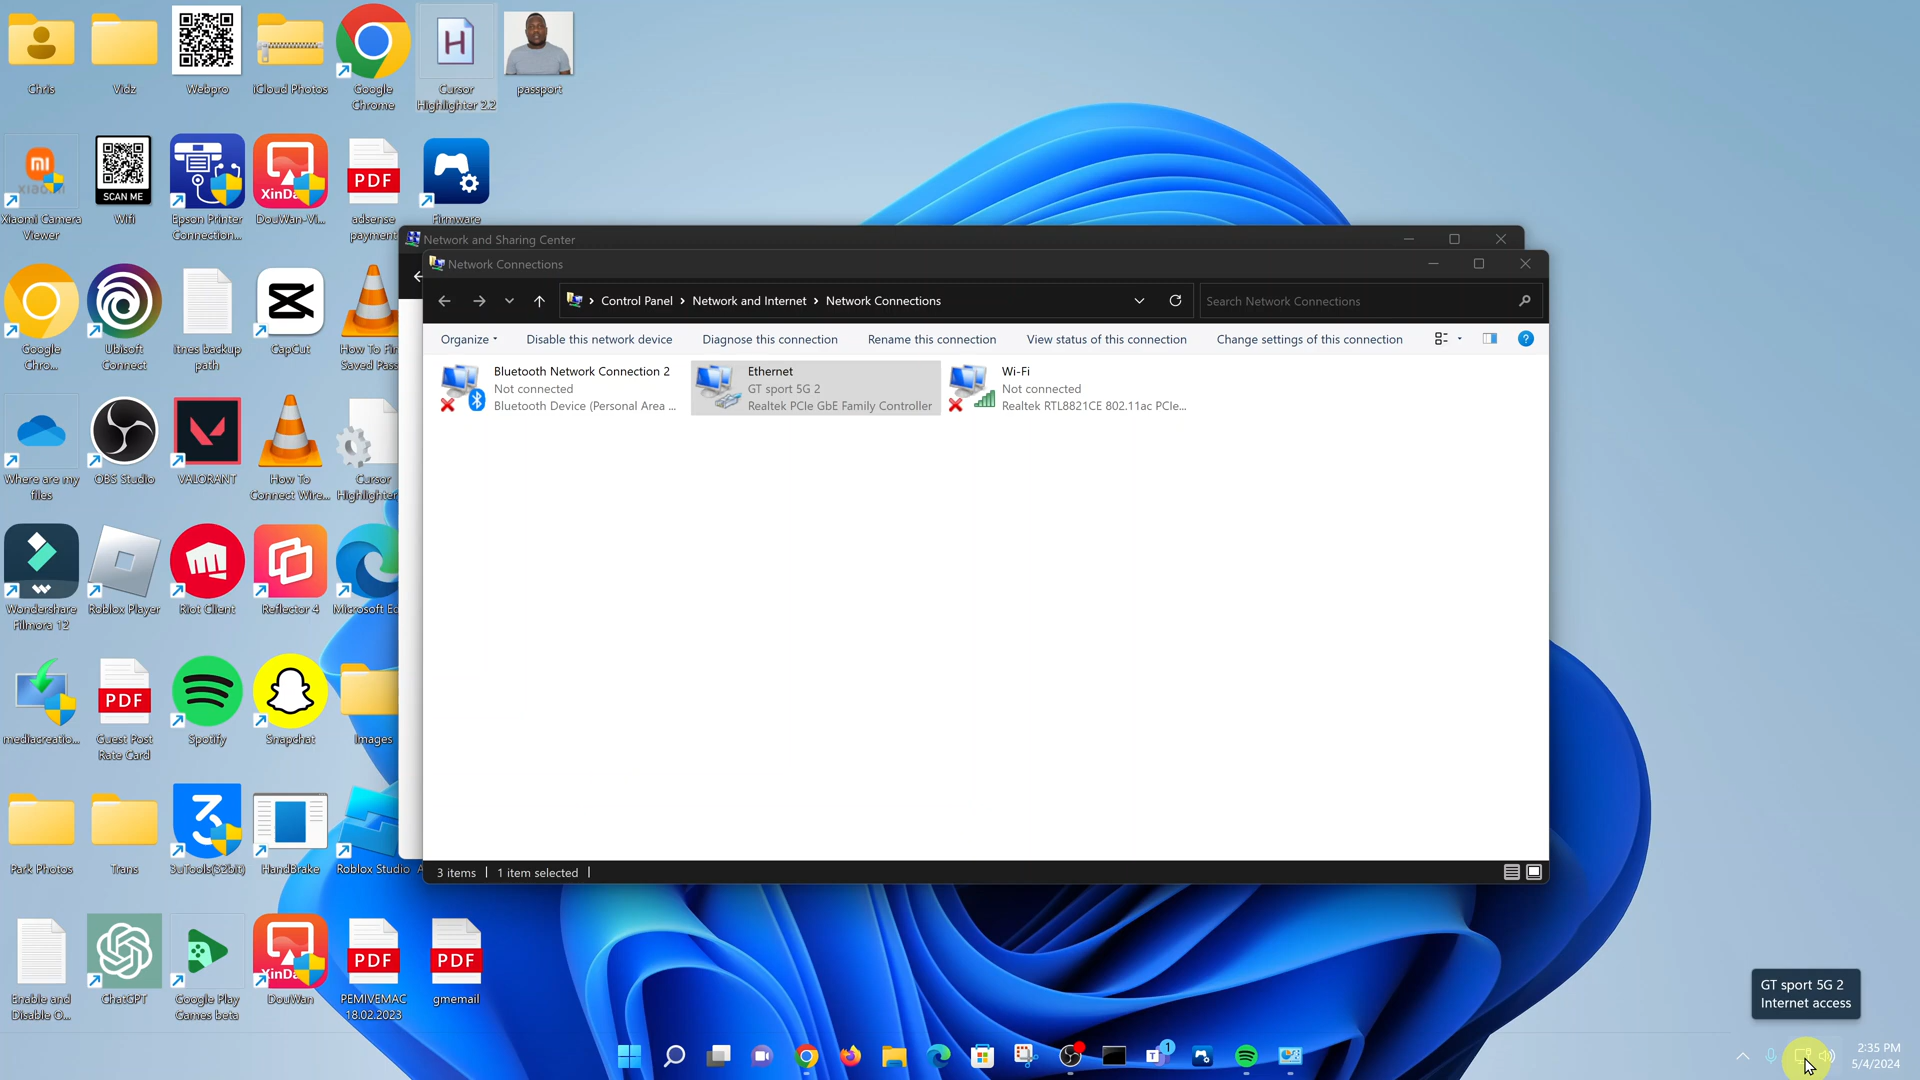 Chris
Vidz
Webpro
iCloud Photos
Google
Chrome
H
Cursor
Highlighter 2.2
passport
mi
xiaomi
Xiaomi Camera
Viewer
SCAN ME
Wifi
Epson Printer
Connection...
XinDa
DouWan-Vi...
PDF
adsense
payment
Firmware
Network and Sharing Center
Network Connections
Control Panel
Network and Internet
Network Connections
Search Network Connections
Organize
Disable this network device
Diagnose this connection
Rename this connection
View status of this connection
Change settings of this connection
Bluetooth Network Connection 2
Not connected
Bluetooth Device (Personal Area ...
Ethernet
GT sport 5G 2
Realtek PCIe GbE Family Controller
Wi-Fi
Not connected
Realtek RTL8821CE 802.11ac PCIe...
Google
Chro...
Ubisoft
Connect
itnes backup
path
CapCut
How To Fin
Saved Pass
Where are my
files
OBS Studio
VALORANT
How To
Connect Wire...
Cursor
Highlighter
Wondershare
Filmora 12
Roblox Player
Riot Client
Reflector 4
Microsoft Ed
mediacreatio...
PDF
Guest Post
Rate Card
Spotify
Snapchat
Images
Park Photos
Trans
3uTools(32bit)
HandBrake
Roblox Studio
3 items
1 item selected
Enable and
Disable O...
ChatGPT
Google Play
Games beta
XinDa
DouWan
PDF
PEMIVEMAC
18.02.2023
PDF
gmemail
GT sport 5G 2
Internet access
1
2:35 PM
5/4/2024